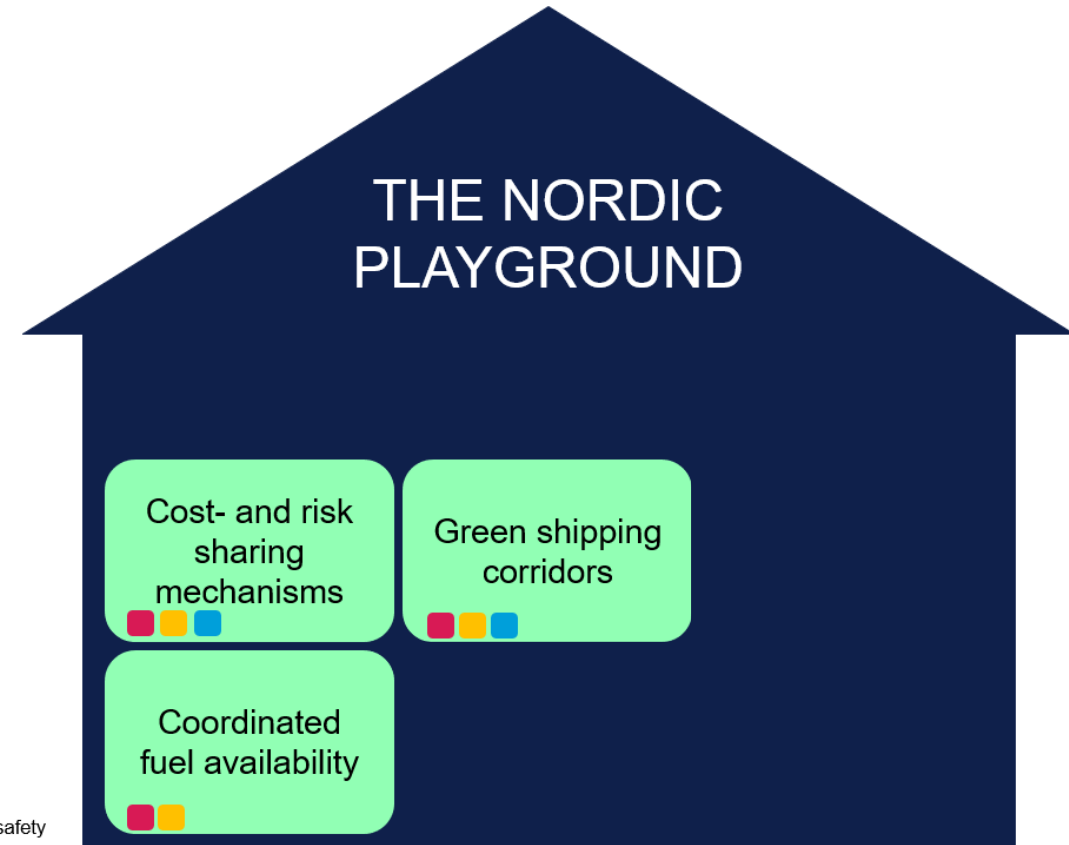 THE NORDIC
PLAYGROUND
Cost- and risk
sharing
mechanisms
Green shipping
corridors
Coordinated
fuel availability
safety